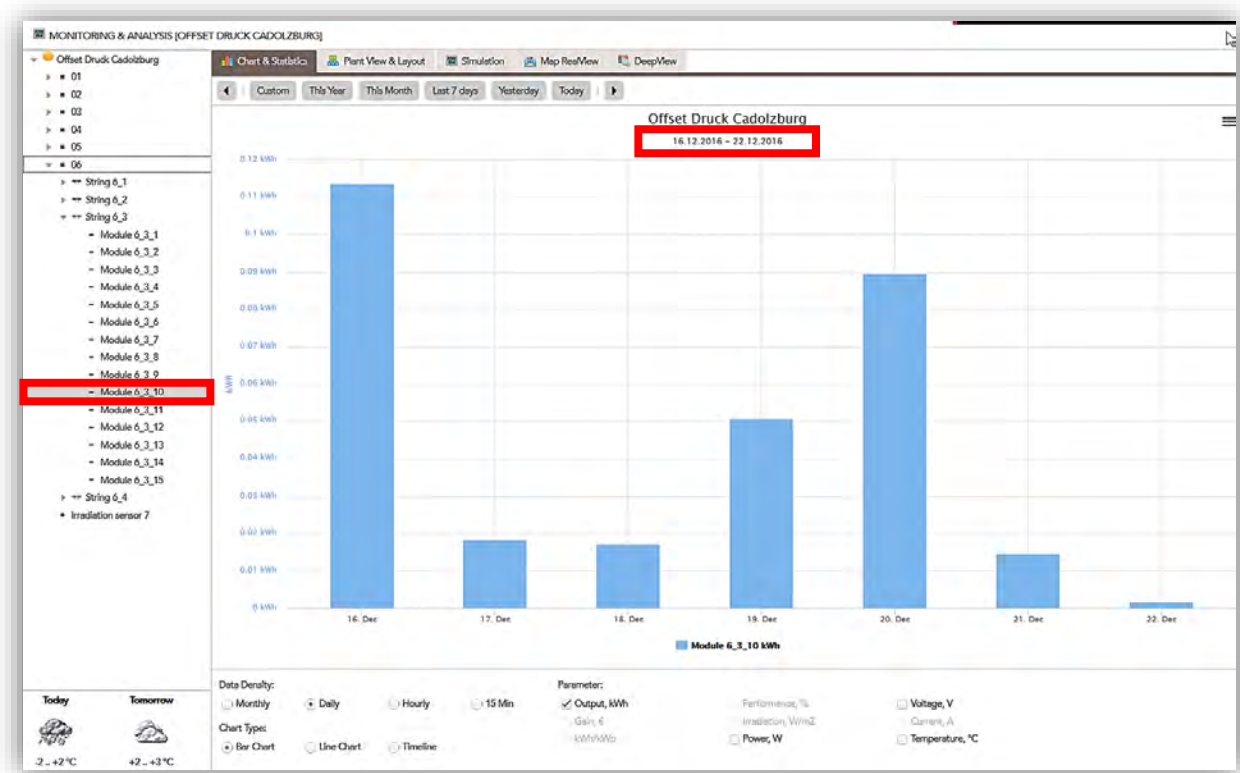 MONITORING & ANALYSIS [OFFSET DRUCK CADOLZBURG]
Offset Druck Cadolzburg
01
02
03
04
05
06
String 6_1
String 6_2
String 6_3
Module 6_3_1
Module 6_3_2
Module 6_3_3
Module 6_3_4
Module 6_3_5
Module 6_3_6
Module 6_3_7
Module 6_3_8
Module 6_3_9
Module 6_3_10
Module 6_3_11
Module 6_3_12
Module 6_3_13
Module 6_3_14
Module 6_3_15
String 6_4
Irradiation sensor 7
Today Tomorrow
-2 .. +2 °C +2 .. +3 °C
Chart & Statistics Plant View & Layout Simulation Map RealView DeepView
Custom This Year This Month Last 7 days Yesterday Today
Offset Druck Cadolzburg
16.12.2016 - 22.12.2016
0.12 kWh
0.11 kWh
0.1 kWh
0.09 kWh
0.08 kWh
0.07 kWh
0.06 kWh
0.05 kWh
0.04 kWh
0.03 kWh
0.02 kWh
0.01 kWh
0 kWh
kWh
16. Dec 17. Dec 18. Dec 19. Dec 20. Dec 21. Dec 22. Dec
Module 6_3_10 kWh
Data Density:
Monthly Daily Hourly 15 Min
Chart Type:
Bar Chart Line Chart Timeline
Parameter:
Output, kWh Performance, % Voltage, V
Gain, € Irradiation, W/m2 Current, A
kWh/kWp Power, W Temperature, °C